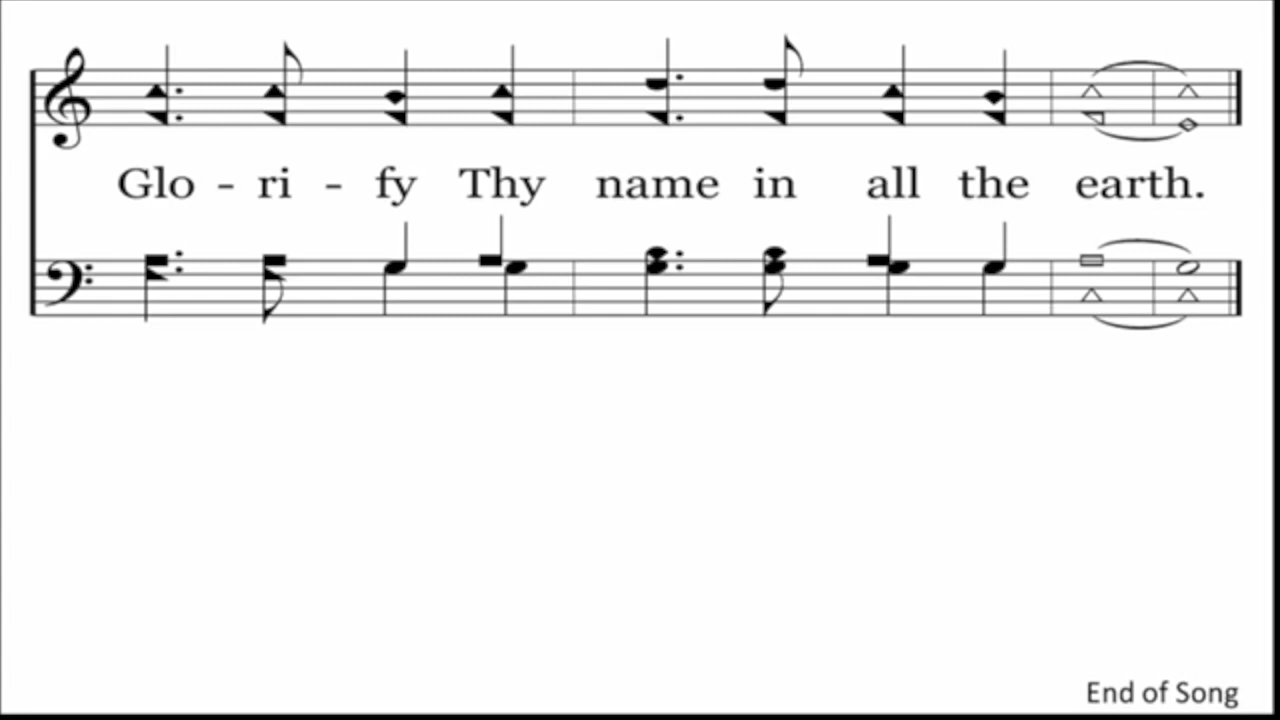 Glo - ri - fy Thy name in all the earth.
End of Song